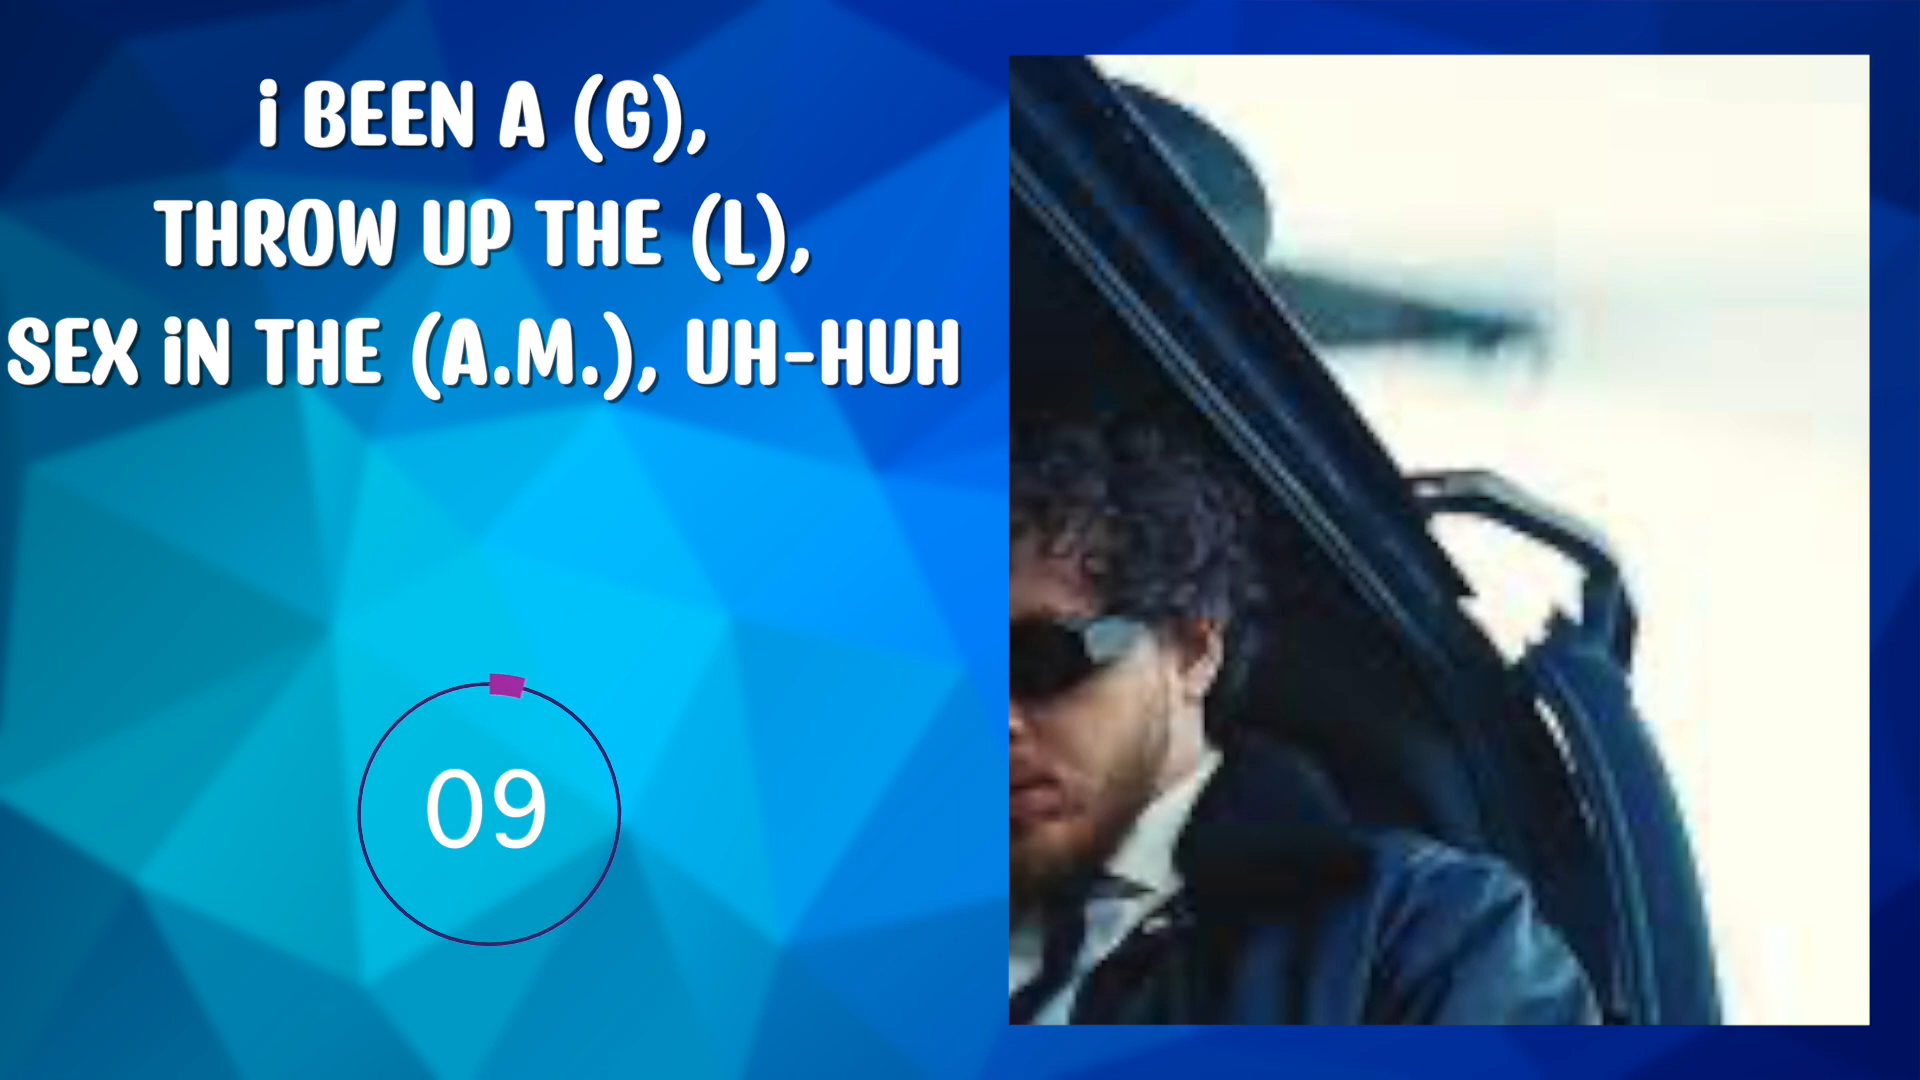 i BEEN A (G),
THROW UP THE (L),
SEX iN THE (A.M.), UH-HUH
09